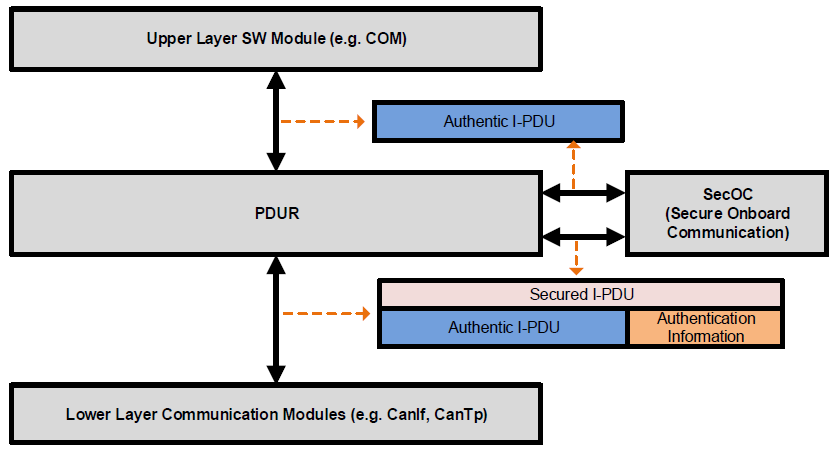 Upper Layer SW Module (e.g. COM)
Authentic I-PDU
PDUR
SecOC
(Secure Onboard
Communication)
Secured I-PDU
Authentic I-PDU
Authentication
Information
Lower Layer Communication Modules (e.g. CanIf, CanTp)